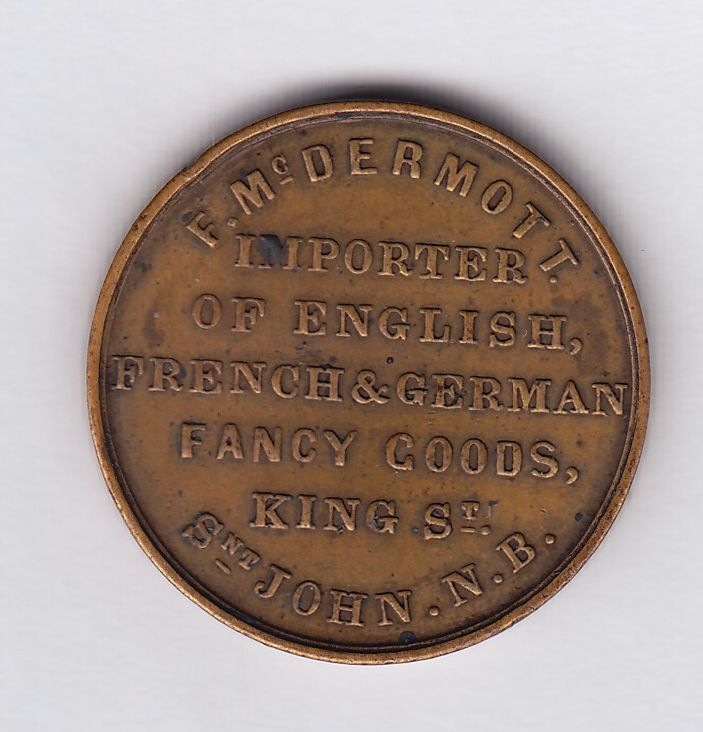 F. McDERMOTT.
IMPORTER
OF ENGLISH,
FRENCH & GERMAN
FANCY GOODS,
KING ST.
SNT JOHN. N. B.